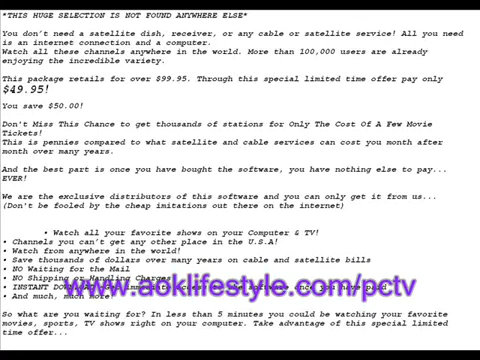 *THIS HUGE SELECTION IS NOT FOUND ANYWHERE ELSE*
You don't need a satellite dish, receiver, or any cable or satellite service! All you need
is an internet connection and a computer.
Watch all these channels anywhere in the world. More than 100,000 users are already
enjoying the incredible variety.
This package retails for over $99.95. Through this special limited time offer pay only
$49.95!
You save $50.00!
Don't Miss This Chance to get thousands of stations for Only The Cost Of A Few Movie
Tickets!
This is pennies compared to what satellite and cable services can cost you month after
month over many years.
And the best part is once you have bought the software, you have nothing else to pay...
EVER!
We are the exclusive distributors of this software and you can only get it from us...
(Don't be fooled by the cheap imitations out there on the internet)
• Watch all your favorite shows on your Computer & TV!
• Channels you can't get any other place in the U.S.A!
• Watch from anywhere in the world!
• Save thousands of dollars over many years on cable and satellite bills
• NO Waiting for the Mail
• NO Shipping or Handling Charges
• INSTANT DOWNLOAD
www.aoklifestyle.com/pctv
• And much, much more!
So what are you waiting for? In less than 5 minutes you could be watching your favorite
movies, sports, TV shows right on your computer. Take advantage of this special limited
time offer...